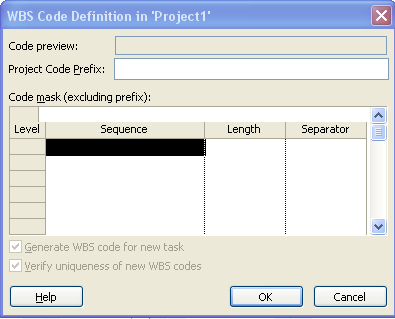 WBS Code Definition in 'Project1'
Code preview:
Project Code Prefix:
Code mask (excluding prefix):
Level Sequence Length Separator
Generate WBS code for new task
Verify uniqueness of new WBS codes
Help OK Cancel